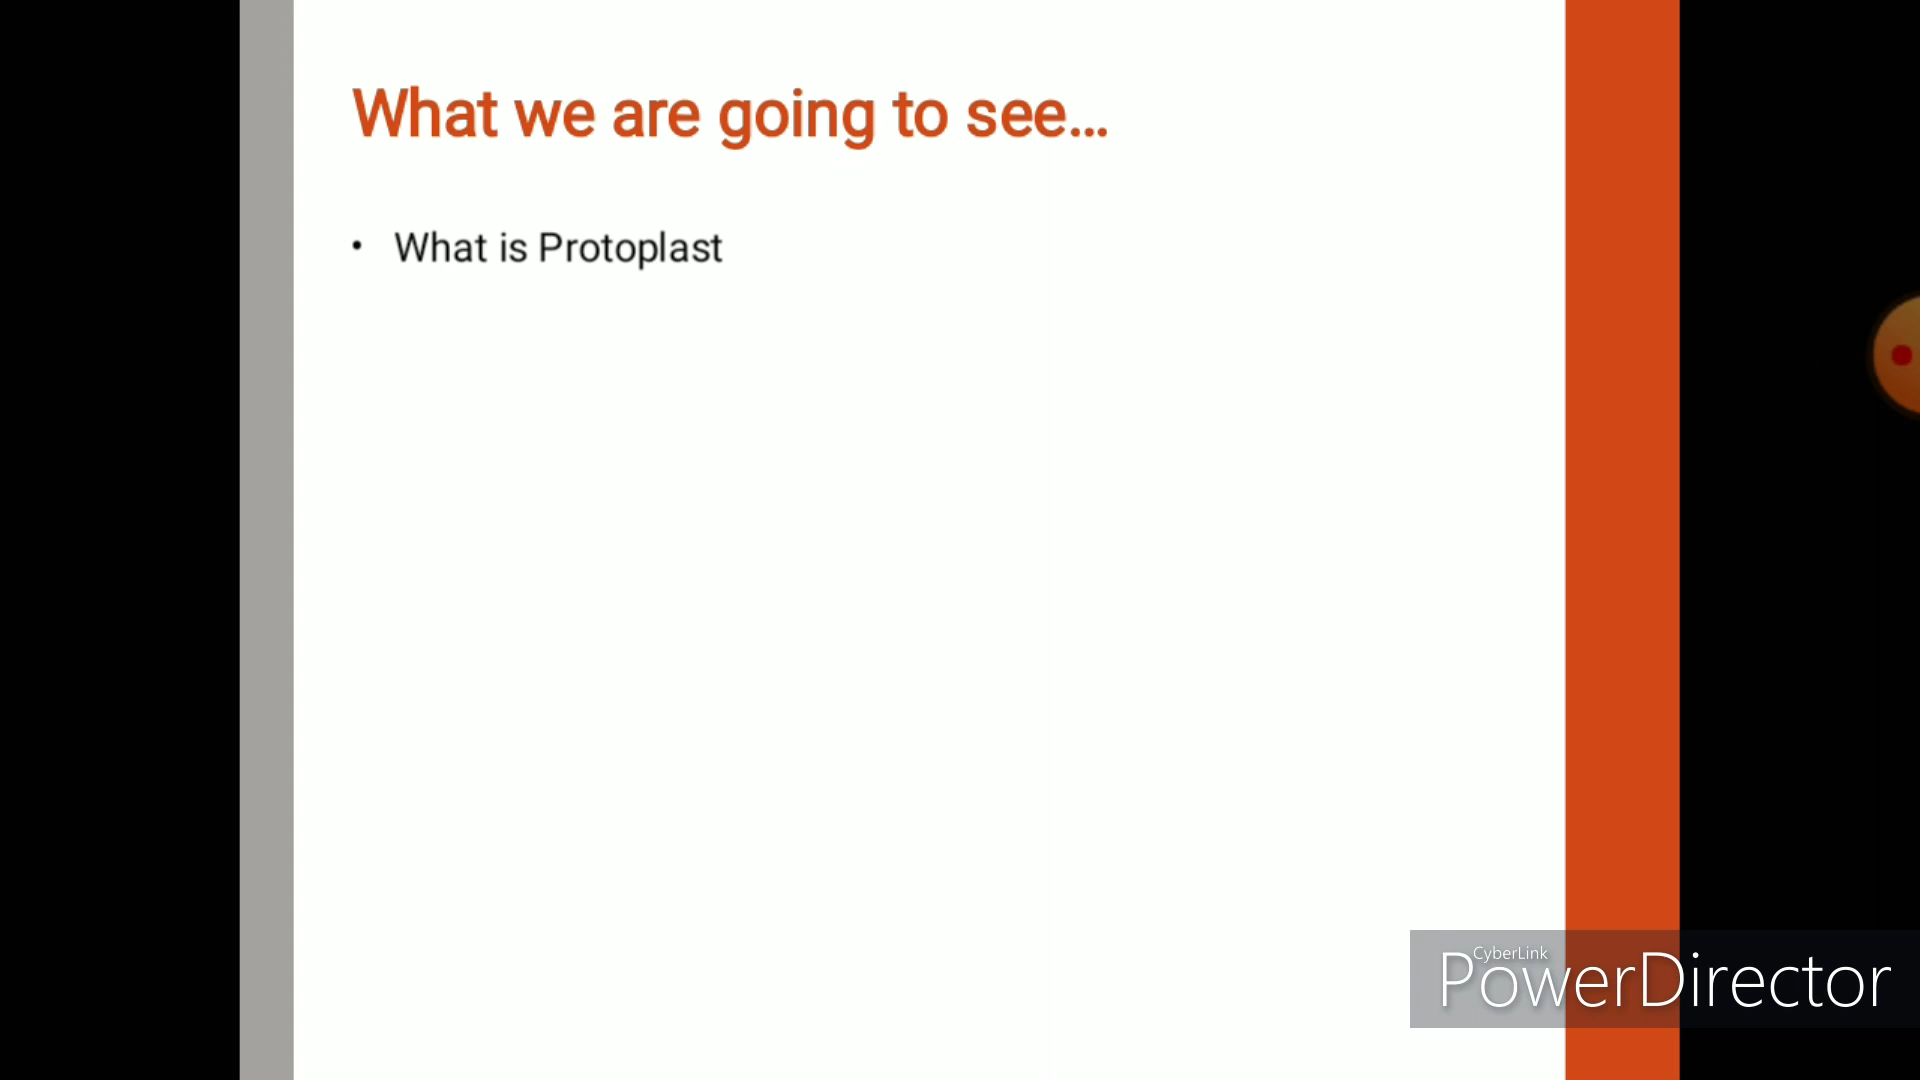 What we are going to see...
• What is Protoplast
CyberLink
PowerDirector